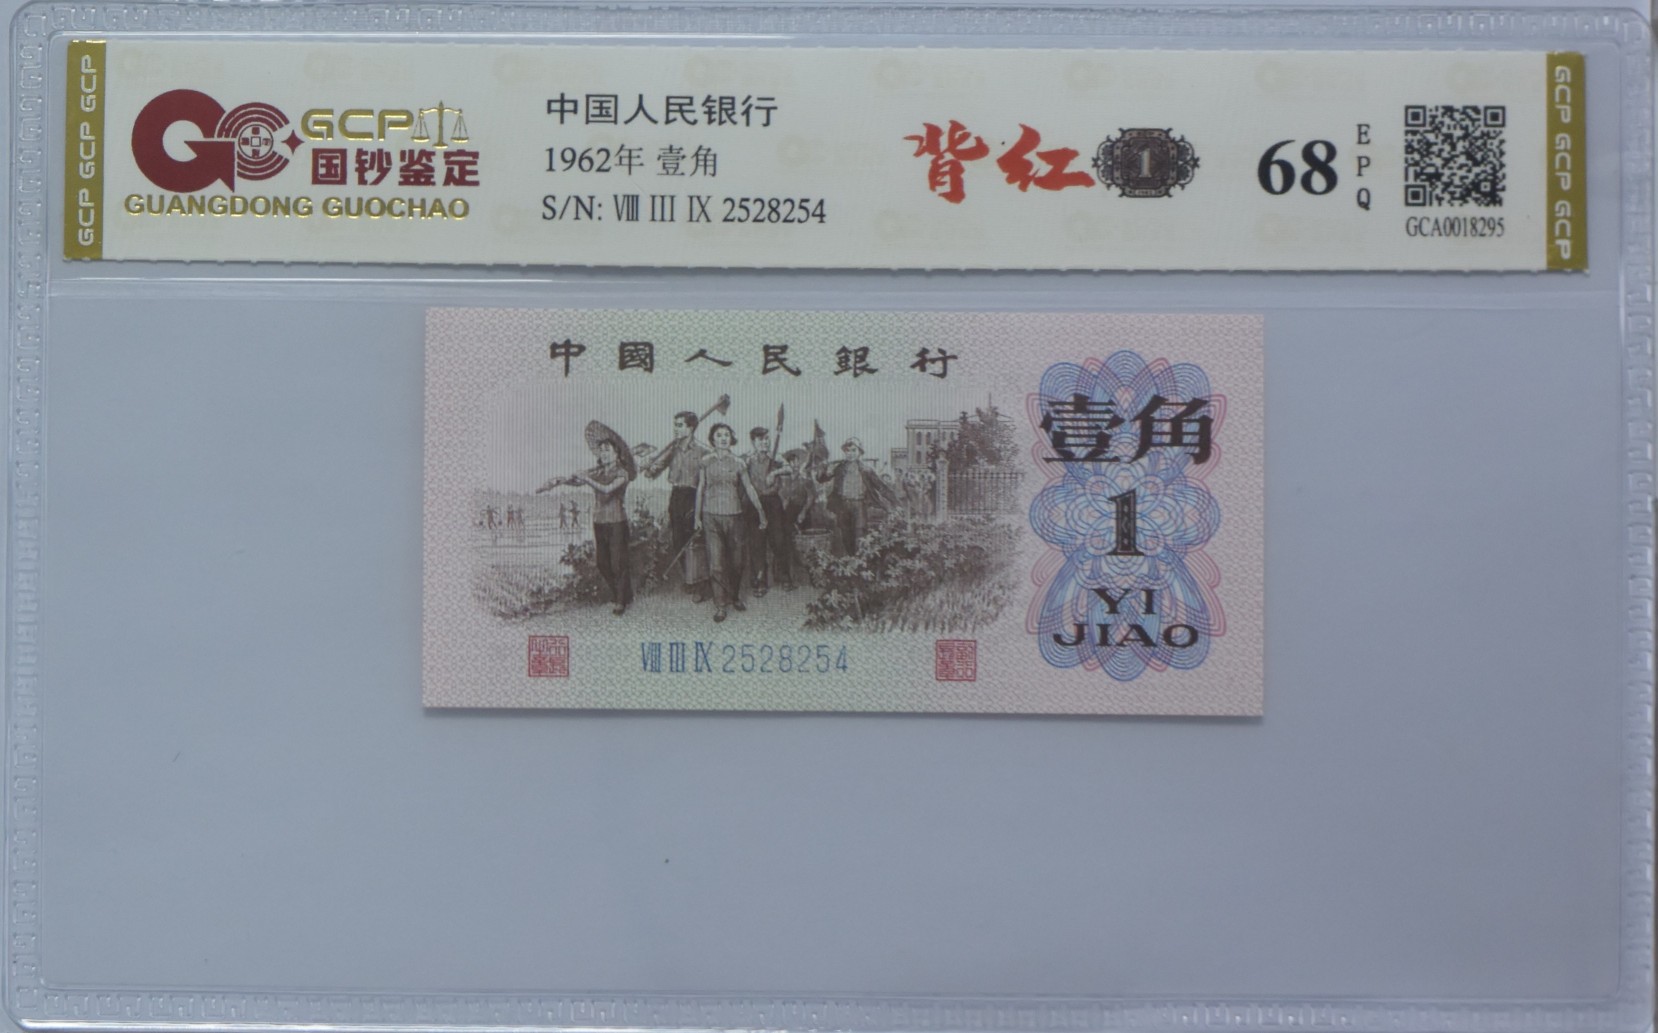 GCP GCP GCP
GCP
国钞鉴定
GUANGDONG GUOCHAO
中国人民银行
1962年 壹角
S/N: Ⅷ Ⅲ Ⅸ 2528254
背红
1
68
EPQ
GCA0018295
GCP GCP GCP
中國人民銀行
壹角
1
YI
JIAO
Ⅷ Ⅲ Ⅸ 2528254